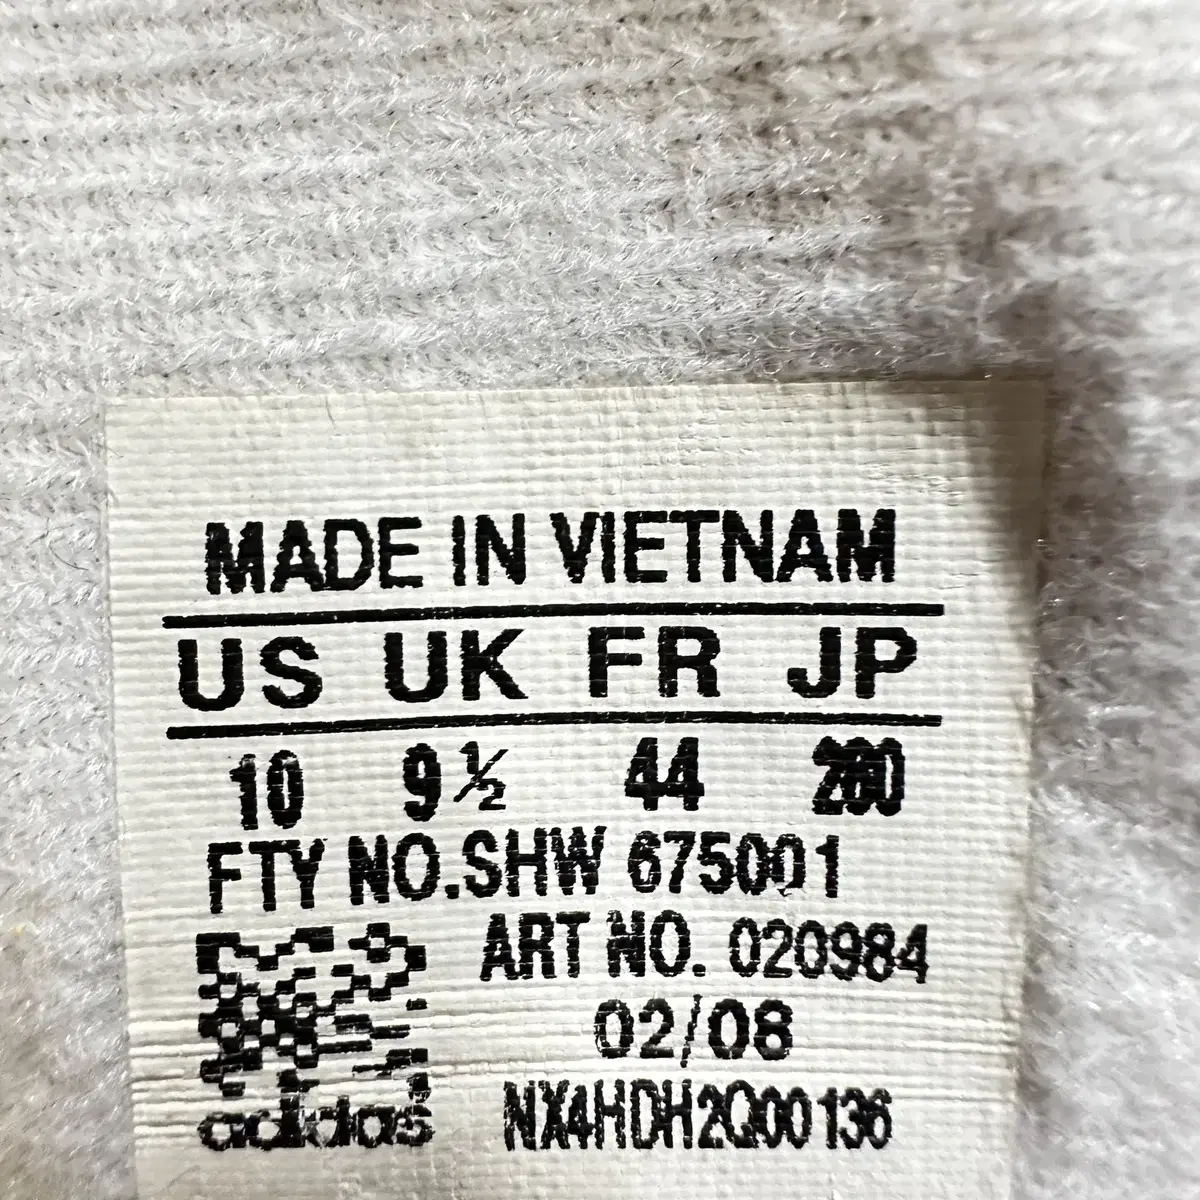 MADE IN VIETNAM
US UK FR JP
10 9½ 44 280
FTY NO.SHW 675001
ART NO. 020984
02/08
adidas
NX4HDH2Q00136